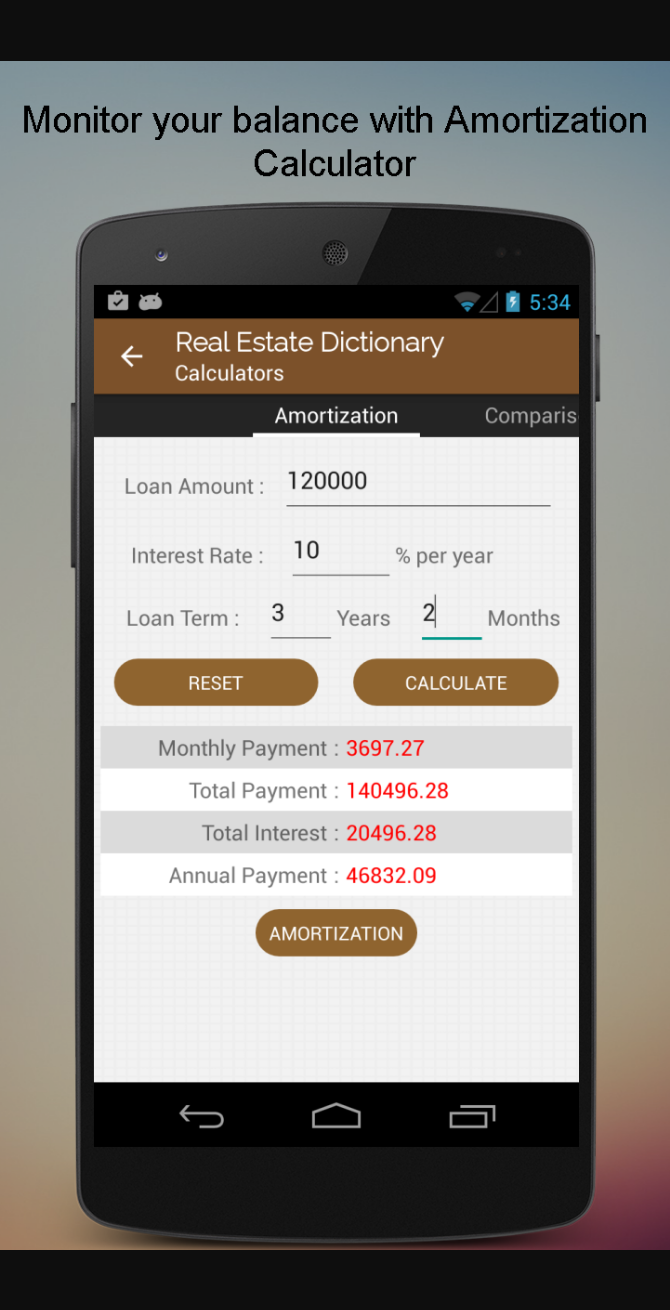 Monitor your balance with Amortization
Calculator
5:34
Real Estate Dictionary
Calculators
Amortization Comparis
Loan Amount : 120000
Interest Rate : 10 % per year
Loan Term : 3 Years 2 Months
RESET CALCULATE
Monthly Payment : 3697.27
Total Payment : 140496.28
Total Interest : 20496.28
Annual Payment : 46832.09
AMORTIZATION